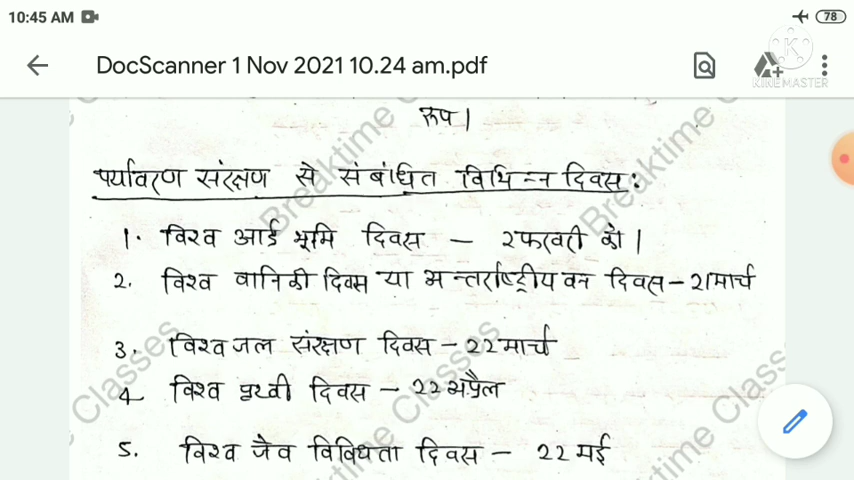 10:45 AM 78
DocScanner 1 Nov 2021 10.24 am.pdf
KINEMASTER
रूप।
पर्यावरण संरक्षण से संबंधित विभिन्न दिवस:
1. विश्व आर्द्र भूमि दिवस – 2 फरवरी को।
2. विश्व वानिकी दिवस या अन्तर्राष्ट्रीय वन दिवस – 21 मार्च
3. विश्व जल संरक्षण दिवस – 22 मार्च
4 विश्व पृथ्वी दिवस – 22 अप्रैल
5. विश्व जैव विविधता दिवस – 22 मई
Breaktime Classes
Breaktime Classes